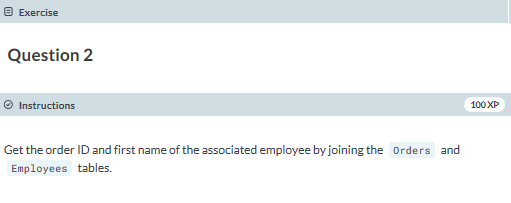 Exercise
Question 2
Instructions
100 XP
Get the order ID and first name of the associated employee by joining the Orders and
Employees tables.